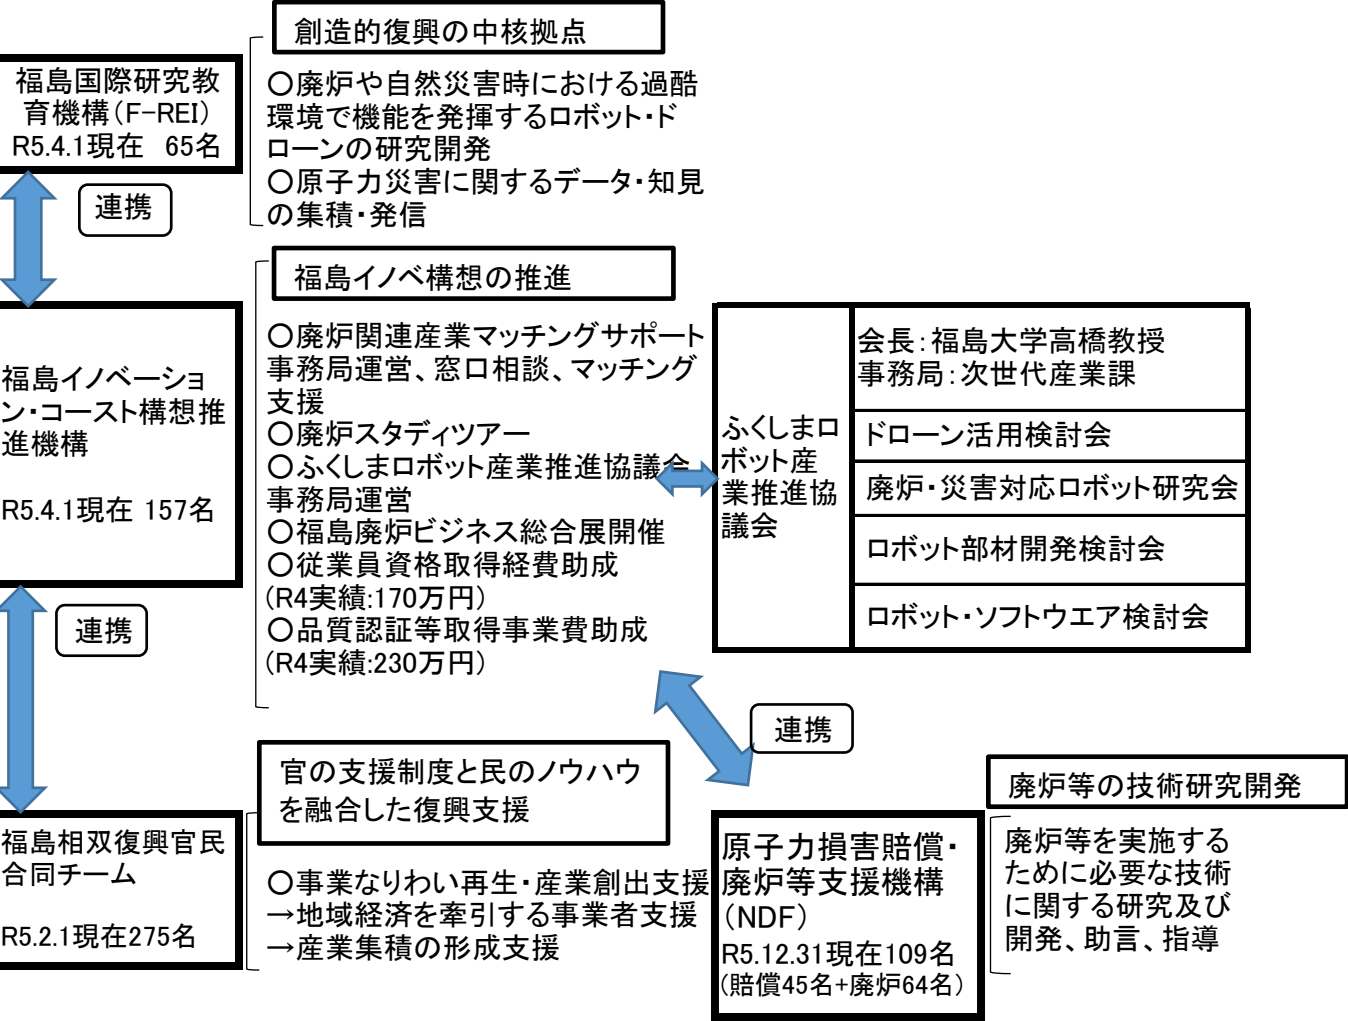 創造的復興の中核拠点
福島国際研究教
育機構（F-REI）
R5.4.1現在　65名
〇廃炉や自然災害時における過酷
環境で機能を発揮するロボット・ド
ローンの研究開発
〇原子力災害に関するデータ・知見
の集積・発信
連携
福島イノベ構想の推進
福島イノベーショ
ン・コースト構想推
進機構
R5.4.1現在 157名
〇廃炉関連産業マッチングサポート
事務局運営、窓口相談、マッチング
支援
〇廃炉スタディツアー
〇ふくしまロボット産業推進協議会
事務局運営
〇福島廃炉ビジネス総合展開催
〇従業員資格取得経費助成
（R4実績:170万円）
〇品質認証等取得事業費助成
（R4実績:230万円）
ふくしまロ
ボット産
業推進協
議会
会長：福島大学高橋教授
事務局：次世代産業課
ドローン活用検討会
廃炉・災害対応ロボット研究会
ロボット部材開発検討会
ロボット・ソフトウエア検討会
連携
連携
官の支援制度と民のノウハウ
を融合した復興支援
福島相双復興官民
合同チーム
R5.2.1現在275名
〇事業なりわい再生・産業創出支援
→地域経済を牽引する事業者支援
→産業集積の形成支援
原子力損害賠償・
廃炉等支援機構
（NDF）
R5.12.31現在109名
（賠償45名+廃炉64名）
廃炉等の技術研究開発
廃炉等を実施する
ために必要な技術
に関する研究及び
開発、助言、指導